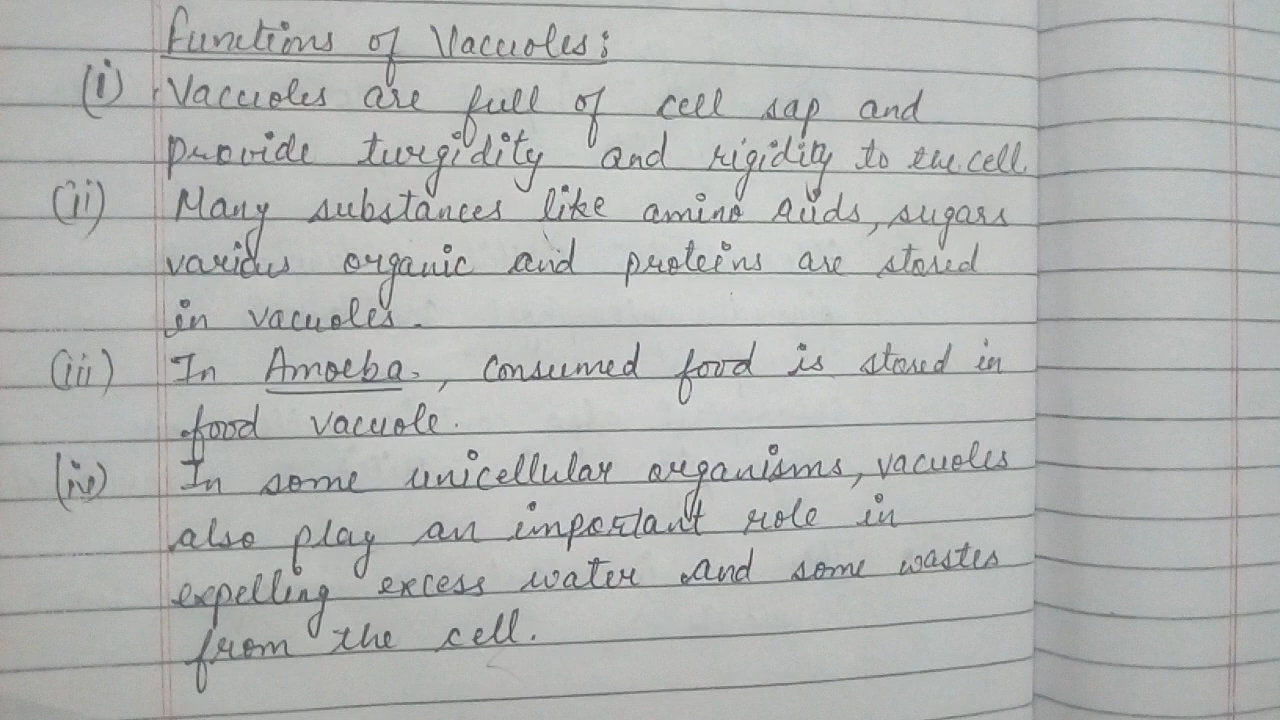 Functions of Vacuoles:
(i) Vacuoles are full of cell sap and
provide turgidity and rigidity to the cell.
(ii) Many substances like amino acids, sugars
various organic and proteins are stored
in vacuoles.
(iii) In Amoeba., consumed food is stored in
food vacuole.
(iv) In some unicellular organisms, vacuoles
also play an important role in
expelling excess water and some wastes
from the cell.